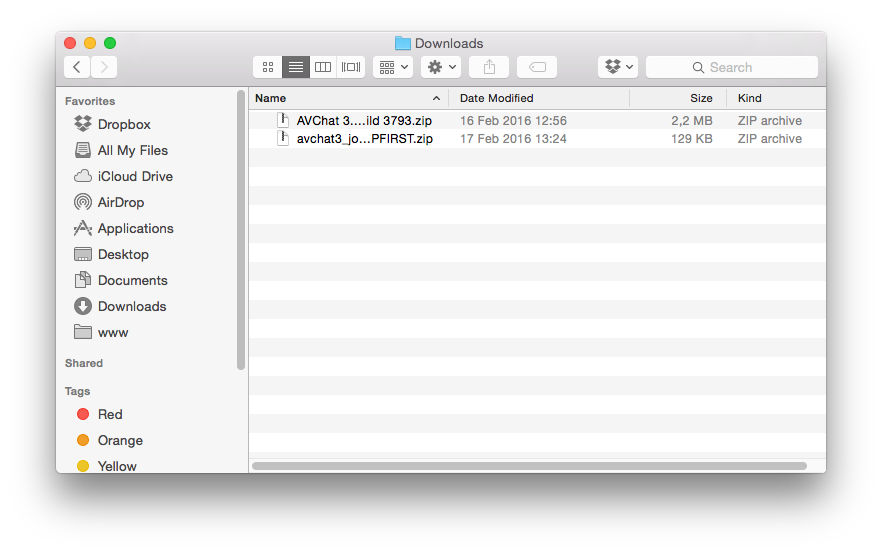 Downloads
Search
Favorites
Dropbox
All My Files
iCloud Drive
AirDrop
Applications
Desktop
Documents
Downloads
www
Shared
Tags
Red
Orange
Yellow
Name Date Modified Size Kind
AVChat 3....ild 3793.zip 16 Feb 2016 12:56 2,2 MB ZIP archive
avchat3_jo...PFIRST.zip 17 Feb 2016 13:24 129 KB ZIP archive